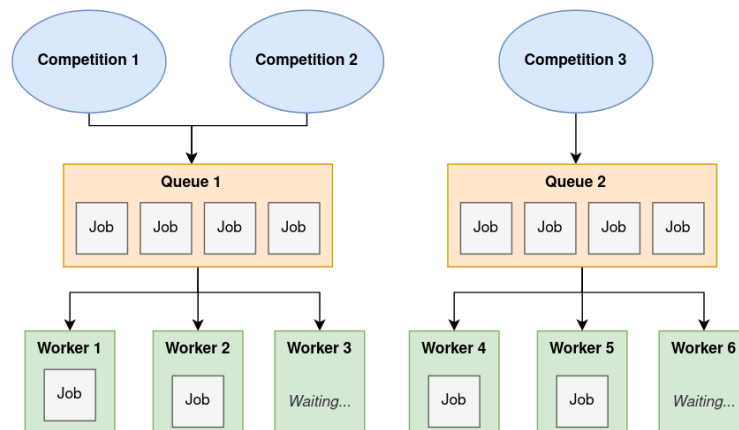 Competition 1
Competition 2
Competition 3
Queue 1
Job
Job
Job
Job
Queue 2
Job
Job
Job
Job
Worker 1
Job
Worker 2
Job
Worker 3
Waiting...
Worker 4
Job
Worker 5
Job
Worker 6
Waiting...